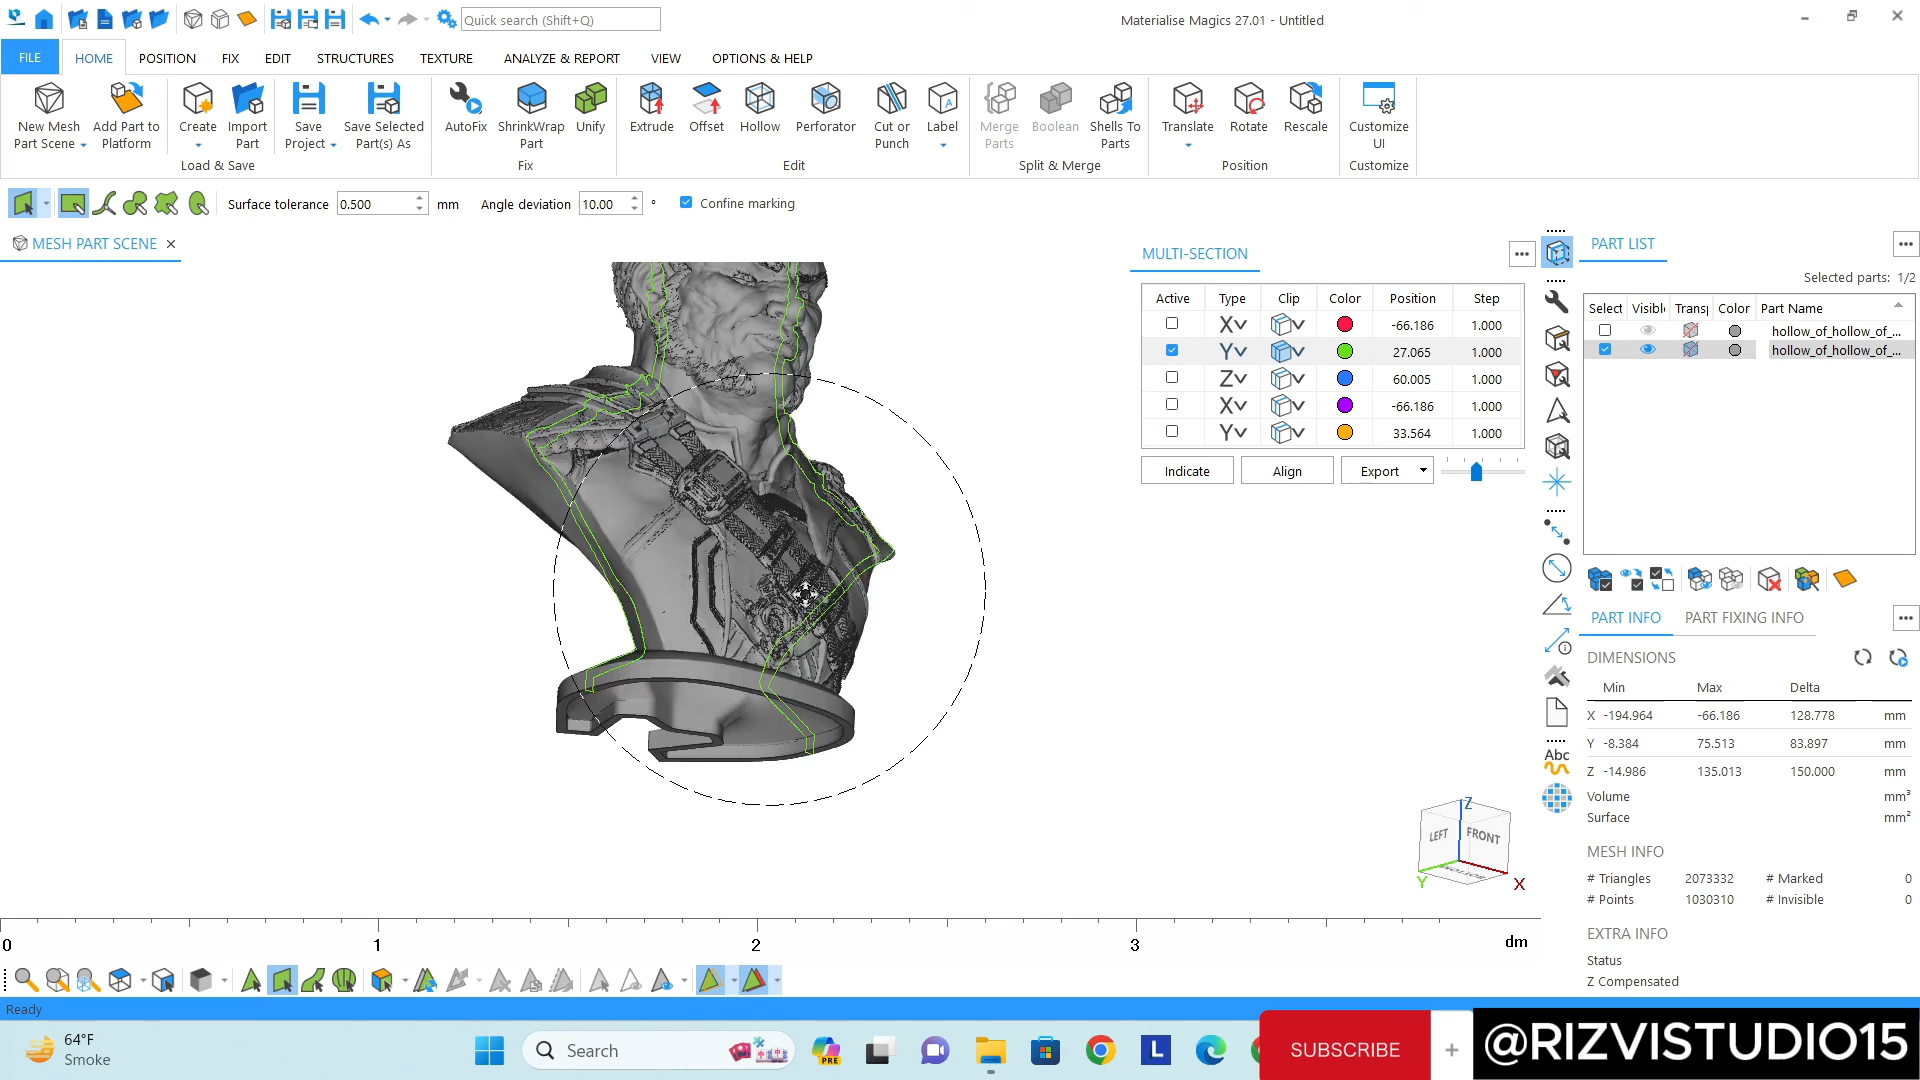 Quick search (Shift+Q)
Materialise Magics 27.01 - Untitled
FILE HOME POSITION FIX EDIT STRUCTURES TEXTURE ANALYZE & REPORT VIEW OPTIONS & HELP
New Mesh Part Scene
Add Part to Platform
Create
Import Part
Save Project
Save Selected Part(s) As
AutoFix
ShrinkWrap Part
Unify
Extrude
Offset
Hollow
Perforator
Cut or Punch
Label
Merge Parts
Boolean
Shells To Parts
Translate
Rotate
Rescale
Customize UI
Load & Save
Fix
Edit
Split & Merge
Position
Customize
Surface tolerance 0.500 mm Angle deviation 10.00 ° Confine marking
MESH PART SCENE
MULTI-SECTION
Active Type Clip Color Position Step
X -66.186 1.000
Y 27.065 1.000
Z 60.005 1.000
X -66.186 1.000
Y 33.564 1.000
Indicate Align Export
PART LIST
Selected parts: 1/2
Select Visibl Transp Color Part Name
hollow_of_hollow_of_...
hollow_of_hollow_of_...
PART INFO PART FIXING INFO
DIMENSIONS
Min Max Delta
X -194.964 -66.186 128.778 mm
Y -8.384 75.513 83.897 mm
Z -14.986 135.013 150.000 mm
Volume mm³
Surface mm²
MESH INFO
# Triangles 2073332 # Marked 0
# Points 1030310 # Invisible 0
EXTRA INFO
Status
Z Compensated
Abc
Z
LEFT FRONT
BOTTOM
Y X
0 1 2 3 dm
Ready
64°F
Smoke
Search
PRE
L
SUBSCRIBE
+
@RIZVISTUDIO15